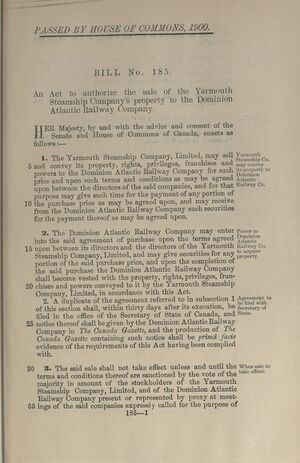 PASSED BY HOUSE OF COMMONS, 1900.
BILL No. 185.
An Act to authorize the sale of the Yarmouth
Steamship Company's property to the Dominion
Atlantic Railway Company.
HER Majesty, by and with the advice and consent of the
Senate and House of Commons of Canada, enacts as
follows:—
1. The Yarmouth Steamship Company, Limited, may sell
5 and convey its property, rights, privileges, franchises and
powers to the Dominion Atlantic Railway Company for such
price and upon such terms and conditions as may be agreed
upon between the directors of the said companies, and for that
purpose may give such time for the payment of any portion of
10 the purchase price as may be agreed upon, and may receive
from the Dominion Atlantic Railway Company such securities
for the payment thereof as may be agreed upon.
Yarmouth
Steamship Co.
may convey
its property to
Dominion
Atlantic
Railway Co.
2. The Dominion Atlantic Railway Company may enter
into the said agreement of purchase upon the terms agreed
15 upon between its directors and the directors of the Yarmouth
Steamship Company, Limited, and may give securities for any
portion of the said purchase price, and upon the completion of
the said purchase the Dominion Atlantic Railway Company
shall become vested with the property, rights, privileges, fran-
20 chises and powers conveyed to it by the Yarmouth Steamship
Company, Limited, in accordance with this Act.
Power to
Dominion
Atlantic
Railway Co.
to acquire
property.
2. A duplicate of the agreement referred to in subsection 1
of this section shall, within thirty days after its execution, be
filed in the office of the Secretary of State of Canada, and
25 notice thereof shall be given by the Dominion Atlantic Railway
Company in The Canada Gazette, and the production of The
Canada Gazette containing such notice shall be primâ facie
evidence of the requirements of this Act having been complied
with.
Agreement to
be filed with
Secretary of
State.
30 3. The said sale shall not take effect unless and until the
terms and conditions thereof are sanctioned by the vote of the
majority in amount of the stockholders of the Yarmouth
Steamship Company, Limited, and of the Dominion Atlantic
Railway Company present or represented by proxy at meet-
35 ings of the said companies expressly called for the purpose of
When sale to
take effect.
185—1